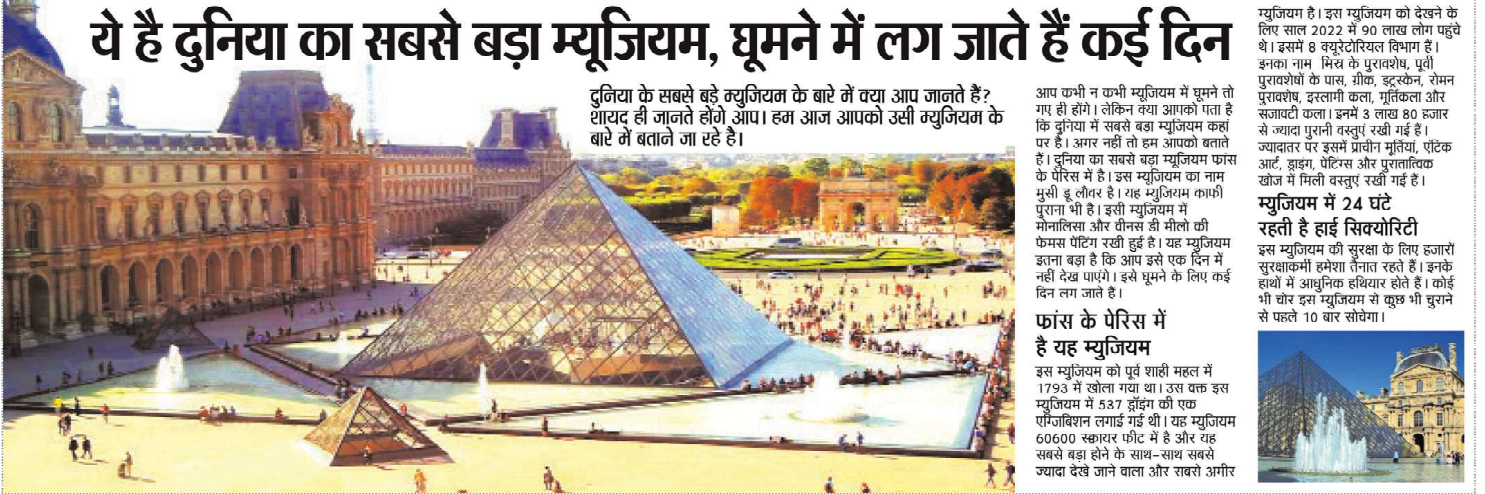 ये है दुनिया का सबसे बड़ा म्यूजियम, घूमने में लग जाते हैं कई दिन
दुनिया के सबसे बड़े म्युजियम के बारे में क्या आप जानते हैं?
शायद ही जानते होंगे आप। हम आज आपको उसी म्युजियम के
बारे में बताने जा रहे है।
आप कभी न कभी म्यूजियम में घूमने तो
गए ही होंगे। लेकिन क्या आपको पता है
कि दुनिया में सबसे बडा म्यूजियम कहां
पर है। अगर नहीं तो हम आपको बताते
हैं। दुनिया का सबसे बड़ा म्यूजियम फांस
के पेरिस में है। इस म्यूजियम का नाम
मुसी डू लौवर है। यह म्युजियम काफी
पुराना भी है। इसी म्युजियम में
मोनालिसा और वीनस डी मीलो की
फेमस पेंटिंग रखी हुई है। यह म्युजियम
इतना बड़ा है कि आप इसे एक दिन में
नहीं देख पाएंगे। इसे घूमने के लिए कई
दिन लग जाते हैं।
फांस के पेरिस में
है यह म्युजियम
इस म्युजियम को पूर्व शाही महल में
1793 में खोला गया था। उस वक्त इस
म्युजियम में 537 ड्रॉइंग की एक
एग्जिबिशन लगाई गई थी। यह म्युजियम
60600 स्क्वायर फीट में है और यह
सबसे बड़ा होने के साथ-साथ सबसे
ज्यादा देखे जाने वाला और सबसे अमीर
म्युजियम है। इस म्युजियम को देखने के
लिए साल 2022 में 90 लाख लोग पहुंचे
थे। इसमें 8 क्यूरेटोरियल विभाग हैं।
इनका नाम मिस्र के पुरावशेष, पूर्वी
पुरावशेषों के पास, ग्रीक, इट्रस्केन, रोमन
पुरावशेष, इस्लामी कला, मूर्तिकला और
सजावटी कला। इनमें 3 लाख 80 हजार
से ज्यादा पुरानी वस्तुएं रखी गई हैं।
ज्यादातर पर इसमें प्राचीन मूर्तियां, एंटिक
आर्ट, ड्राइंग, पेंटिंग्स और पुरातात्विक
खोज में मिली वस्तुएं रखी गई हैं।
म्युजियम में 24 घंटे
रहती है हाई सिक्योरिटी
इस म्युजियम की सुरक्षा के लिए हजारों
सुरक्षाकर्मी हमेशा तैनात रहते हैं। इनके
हाथों में आधुनिक हथियार होते हैं। कोई
भी चोर इस म्युजियम से कुछ भी चुराने
से पहले 10 बार सोचेगा।